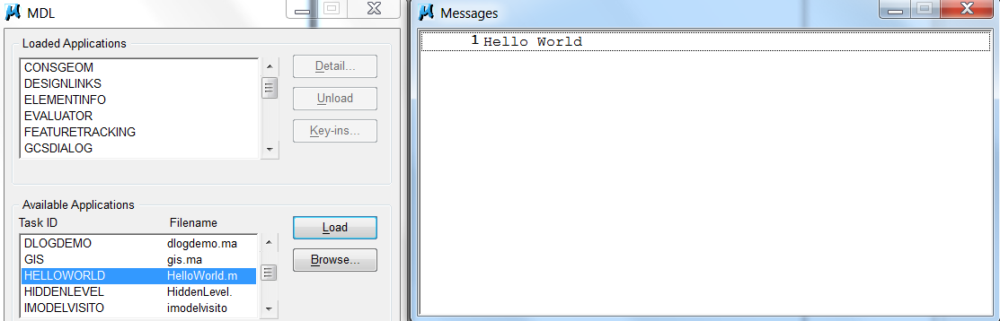 MDL
Loaded Applications
CONSGEOM
DESIGNLINKS
ELEMENTINFO
EVALUATOR
FEATURETRACKING
GCSDIALOG
Detail...
Unload
Key-ins...
Available Applications
Task ID Filename
DLOGDEMO dlogdemo.ma
GIS gis.ma
HELLOWORLD HelloWorld.m
HIDDENLEVEL HiddenLevel.
IMODELVISITO imodelvisito
Load
Browse...
Messages
1 Hello World